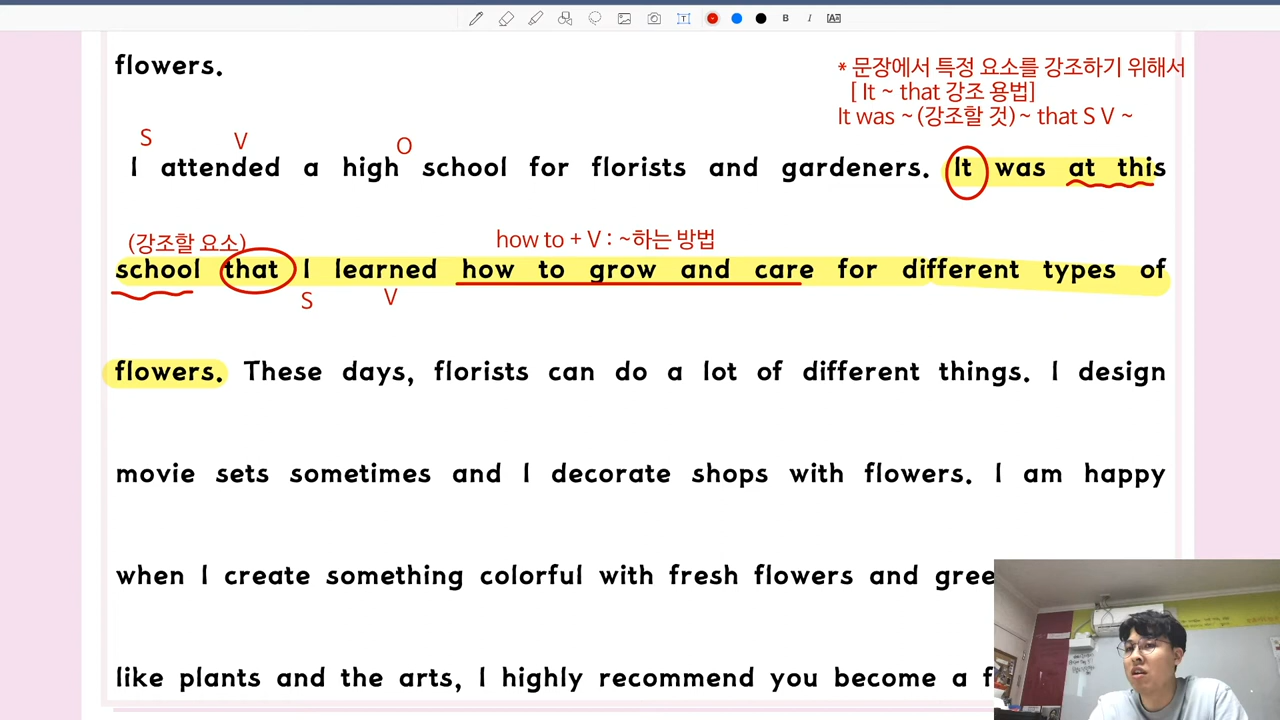 flowers.
* 문장에서 특정 요소를 강조하기 위해서
[ It ~ that 강조 용법]
It was ~ (강조할 것) ~ that S V ~
S V O
I attended a high school for florists and gardeners. It was at this
(강조할 요소) how to + V : ~하는 방법
school that I learned how to grow and care for different types of
S V
flowers. These days, florists can do a lot of different things. I design
movie sets sometimes and I decorate shops with flowers. I am happy
when I create something colorful with fresh flowers and gree
like plants and the arts, I highly recommend you become a f